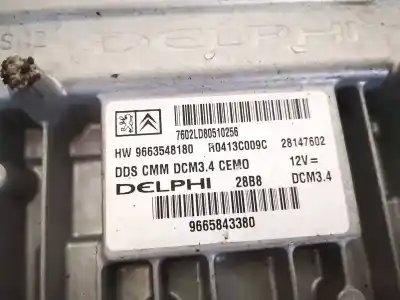 DELPHI
7602LD80510256
HW 9663548180 R0413C009C 28147602
DDS CMM DCM3.4 CEMO 12V=
DELPHI 28B8 DCM3.4
9665843380